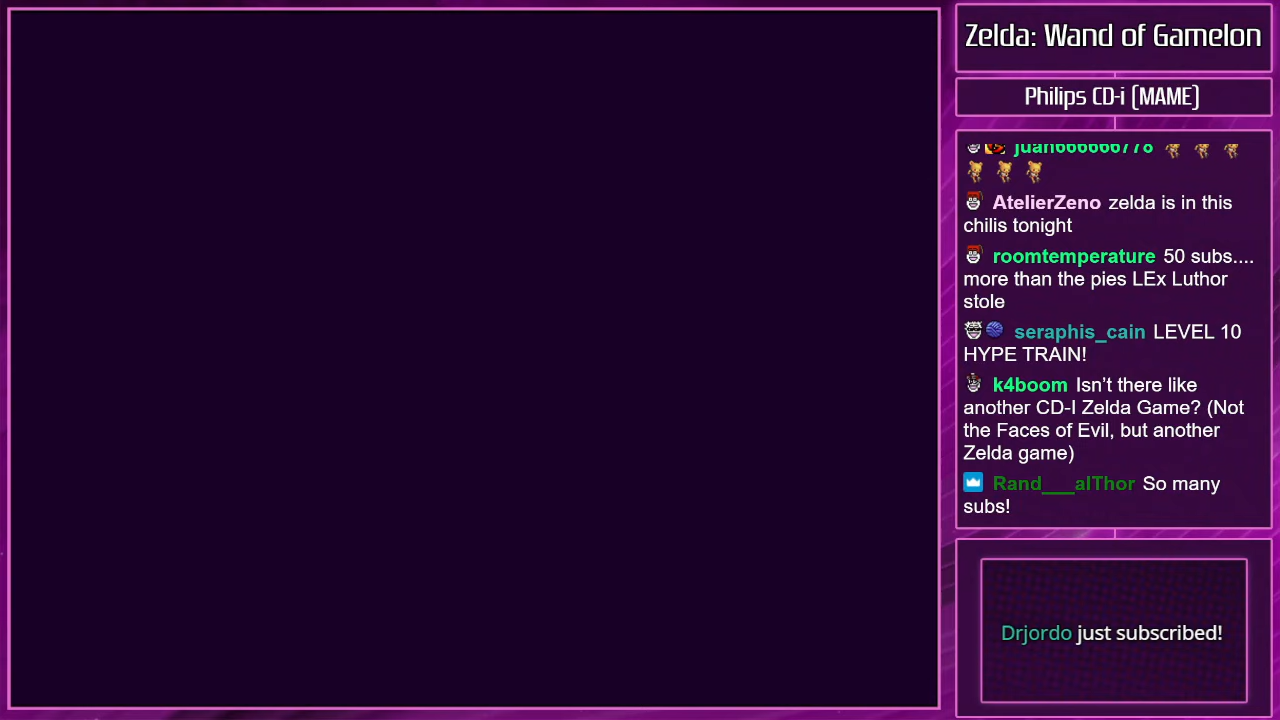 Zelda: Wand of Gamelon
Philips CD-i [MAME]
juan666666778
AtelierZeno zelda is in this
chilis tonight
roomtemperature 50 subs....
more than the pies LEx Luthor
stole
seraphis_cain LEVEL 10
HYPE TRAIN!
k4boom Isn't there like
another CD-I Zelda Game? (Not
the Faces of Evil, but another
Zelda game)
Rand___alThor So many
subs!
Drjordo just subscribed!